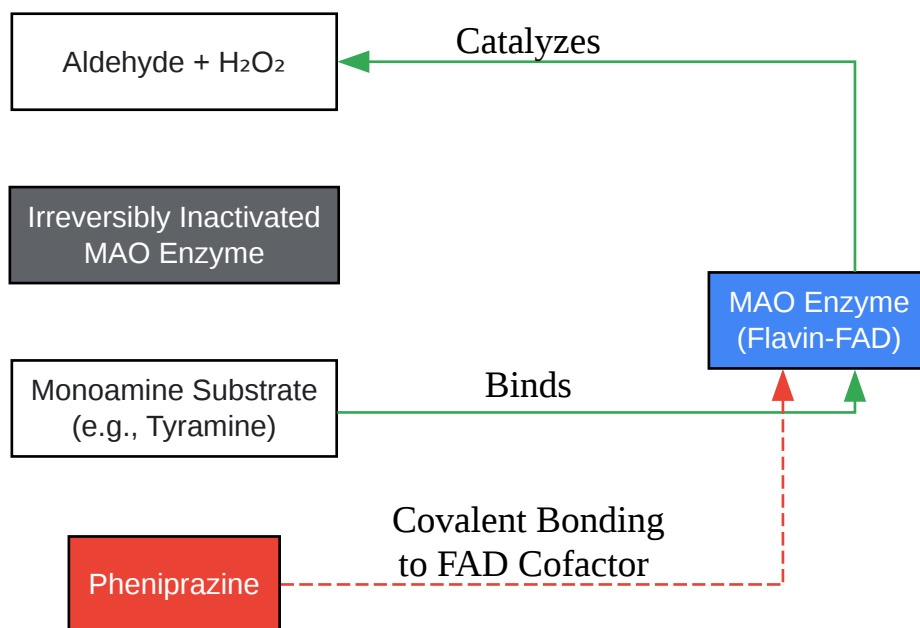 Catalyzes
Aldehyde + H₂O₂
Irreversibly Inactivated
MAO Enzyme
MAO Enzyme
(Flavin-FAD)
Monoamine Substrate
(e.g., Tyramine)
Binds
Covalent Bonding
to FAD Cofactor
Pheniprazine